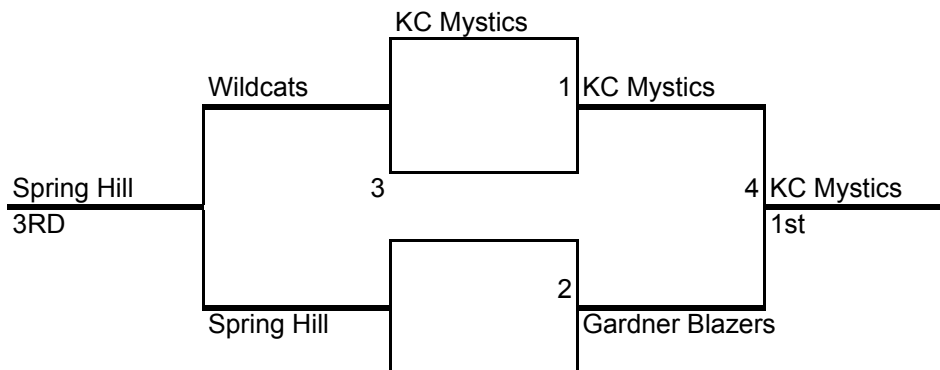 KC Mystics
Wildcats
1 KC Mystics
Spring Hill
3
4 KC Mystics
3RD
1st
2
Spring Hill
Gardner Blazers